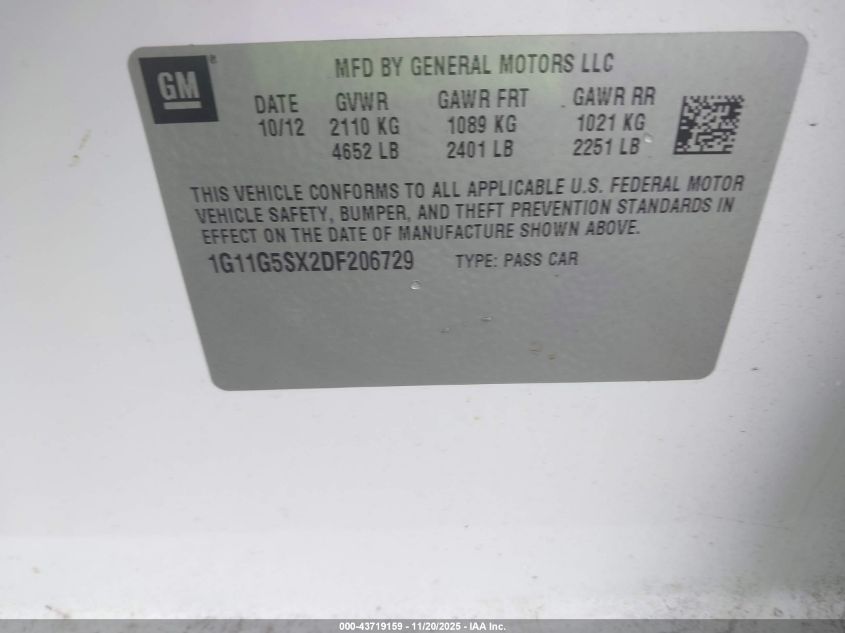 GM ®
MFD BY GENERAL MOTORS LLC
DATE GVWR GAWR FRT GAWR RR
10/12 2110 KG 1089 KG 1021 KG
4652 LB 2401 LB 2251 LB
THIS VEHICLE CONFORMS TO ALL APPLICABLE U.S. FEDERAL MOTOR
VEHICLE SAFETY, BUMPER, AND THEFT PREVENTION STANDARDS IN
EFFECT ON THE DATE OF MANUFACTURE SHOWN ABOVE.
1G11G5SX2DF206729 TYPE: PASS CAR
000-43719159 - 11/20/2025 - IAA Inc.